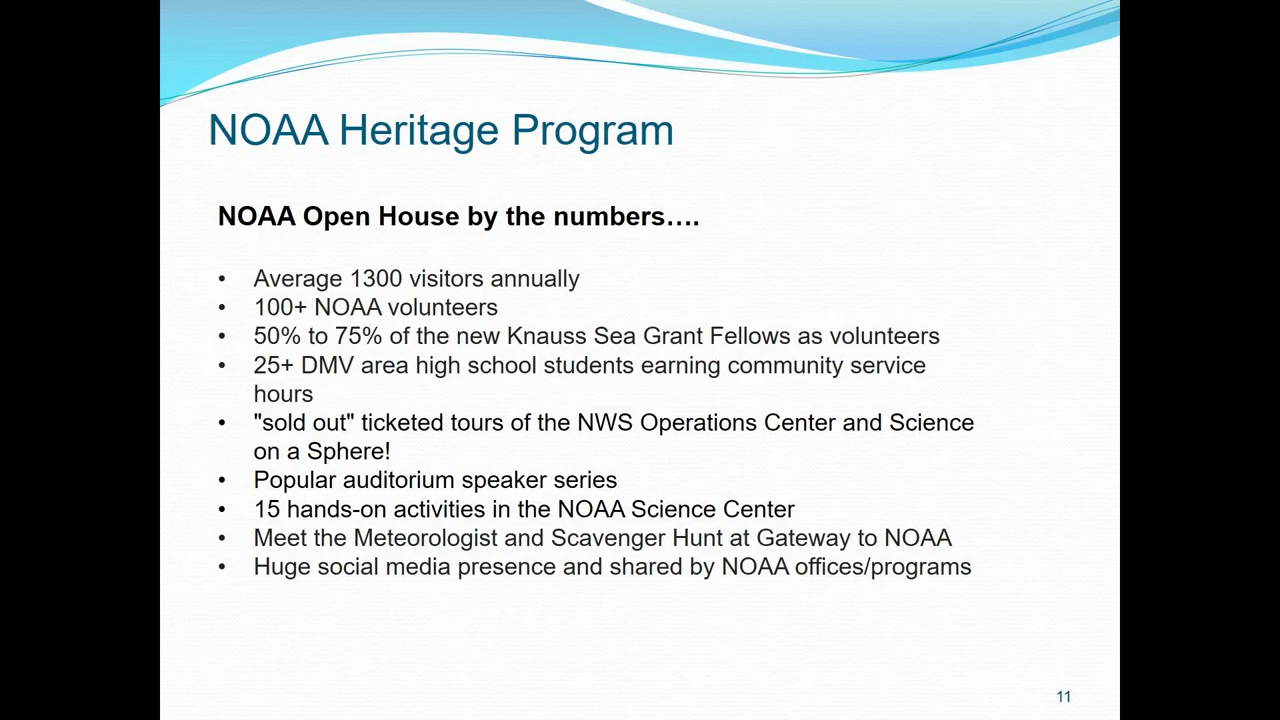 NOAA Heritage Program
NOAA Open House by the numbers….
• Average 1300 visitors annually
• 100+ NOAA volunteers
• 50% to 75% of the new Knauss Sea Grant Fellows as volunteers
• 25+ DMV area high school students earning community service
hours
• "sold out" ticketed tours of the NWS Operations Center and Science
on a Sphere!
• Popular auditorium speaker series
• 15 hands-on activities in the NOAA Science Center
• Meet the Meteorologist and Scavenger Hunt at Gateway to NOAA
• Huge social media presence and shared by NOAA offices/programs
11